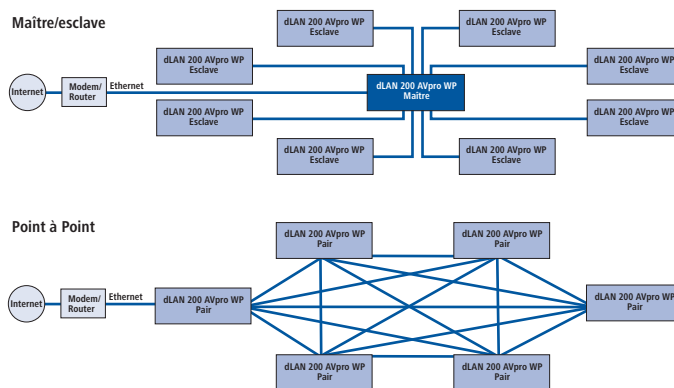 Maître/esclave
dLAN 200 AVpro WP
Esclave
dLAN 200 AVpro WP
Esclave
dLAN 200 AVpro WP
Esclave
dLAN 200 AVpro WP
Esclave
Internet
Modem/
Router
Ethernet
dLAN 200 AVpro WP
Maître
dLAN 200 AVpro WP
Esclave
dLAN 200 AVpro WP
Esclave
dLAN 200 AVpro WP
Esclave
dLAN 200 AVpro WP
Esclave
Point à Point
dLAN 200 AVpro WP
Pair
dLAN 200 AVpro WP
Pair
Internet
Modem/
Router
Ethernet
dLAN 200 AVpro WP
Pair
dLAN 200 AVpro WP
Pair
dLAN 200 AVpro WP
Pair
dLAN 200 AVpro WP
Pair